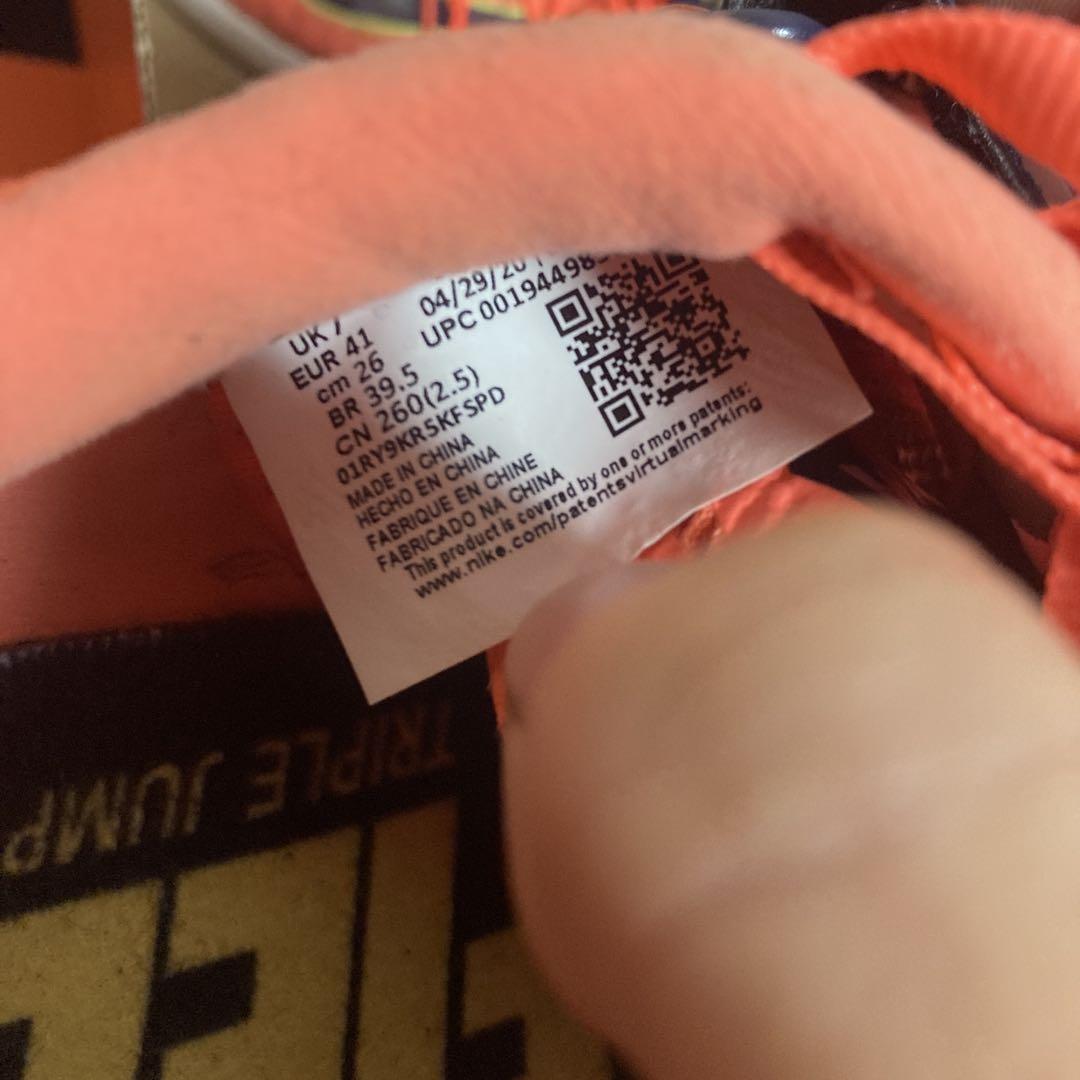 UK 7
EUR 41
cm 26
BR 39.5
CN 260(2.5)
01RY9KR5KFSPD
MADE IN CHINA
HECHO EN CHINA
FABRIQUE EN CHINE
FABRICADO NA CHINA
This product is covered by one or more patents:
www.nike.com/patentsvirtualmarking
04/29/20
UPC 00194498
TRIPLE JUMP